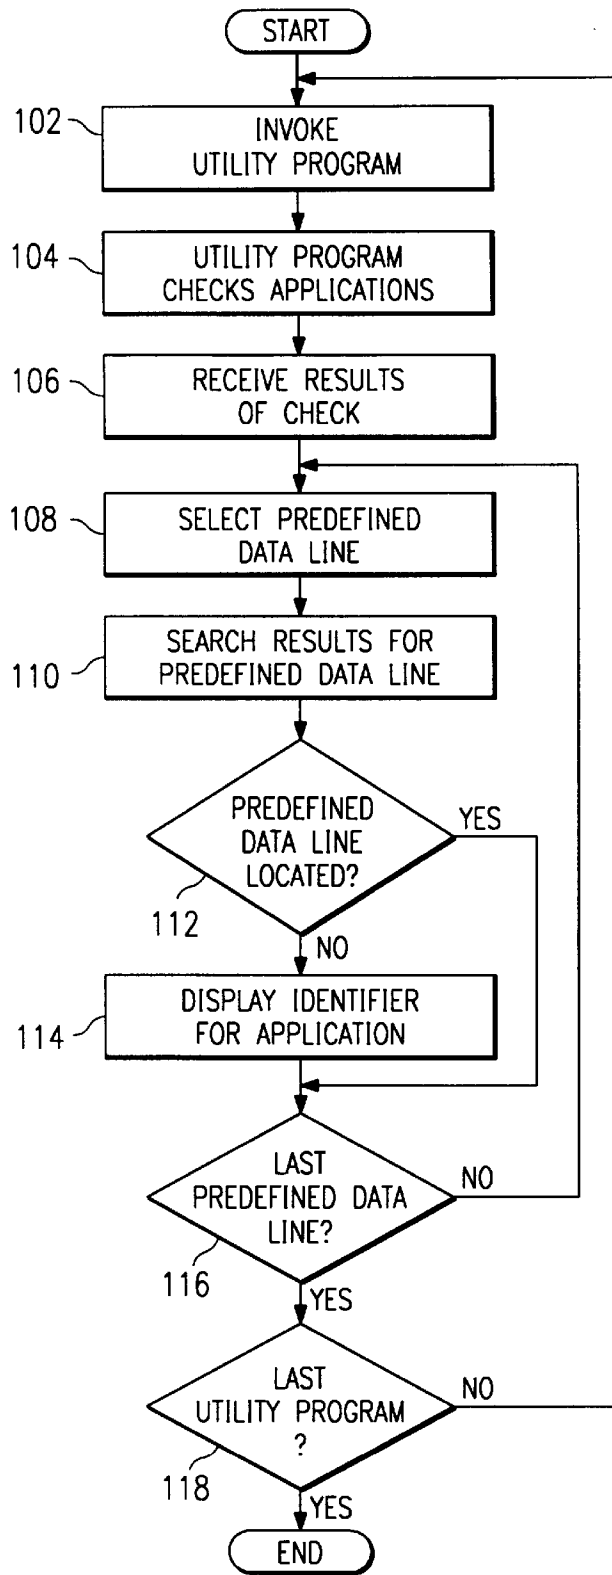 START
102
INVOKE
UTILITY PROGRAM
104
UTILITY PROGRAM
CHECKS APPLICATIONS
106
RECEIVE RESULTS
OF CHECK
108
SELECT PREDEFINED
DATA LINE
110
SEARCH RESULTS FOR
PREDEFINED DATA LINE
PREDEFINED
DATA LINE
LOCATED?
YES
112
NO
114
DISPLAY IDENTIFIER
FOR APPLICATION
LAST
PREDEFINED DATA
LINE?
NO
116
YES
LAST
UTILITY PROGRAM
?
NO
118
YES
END